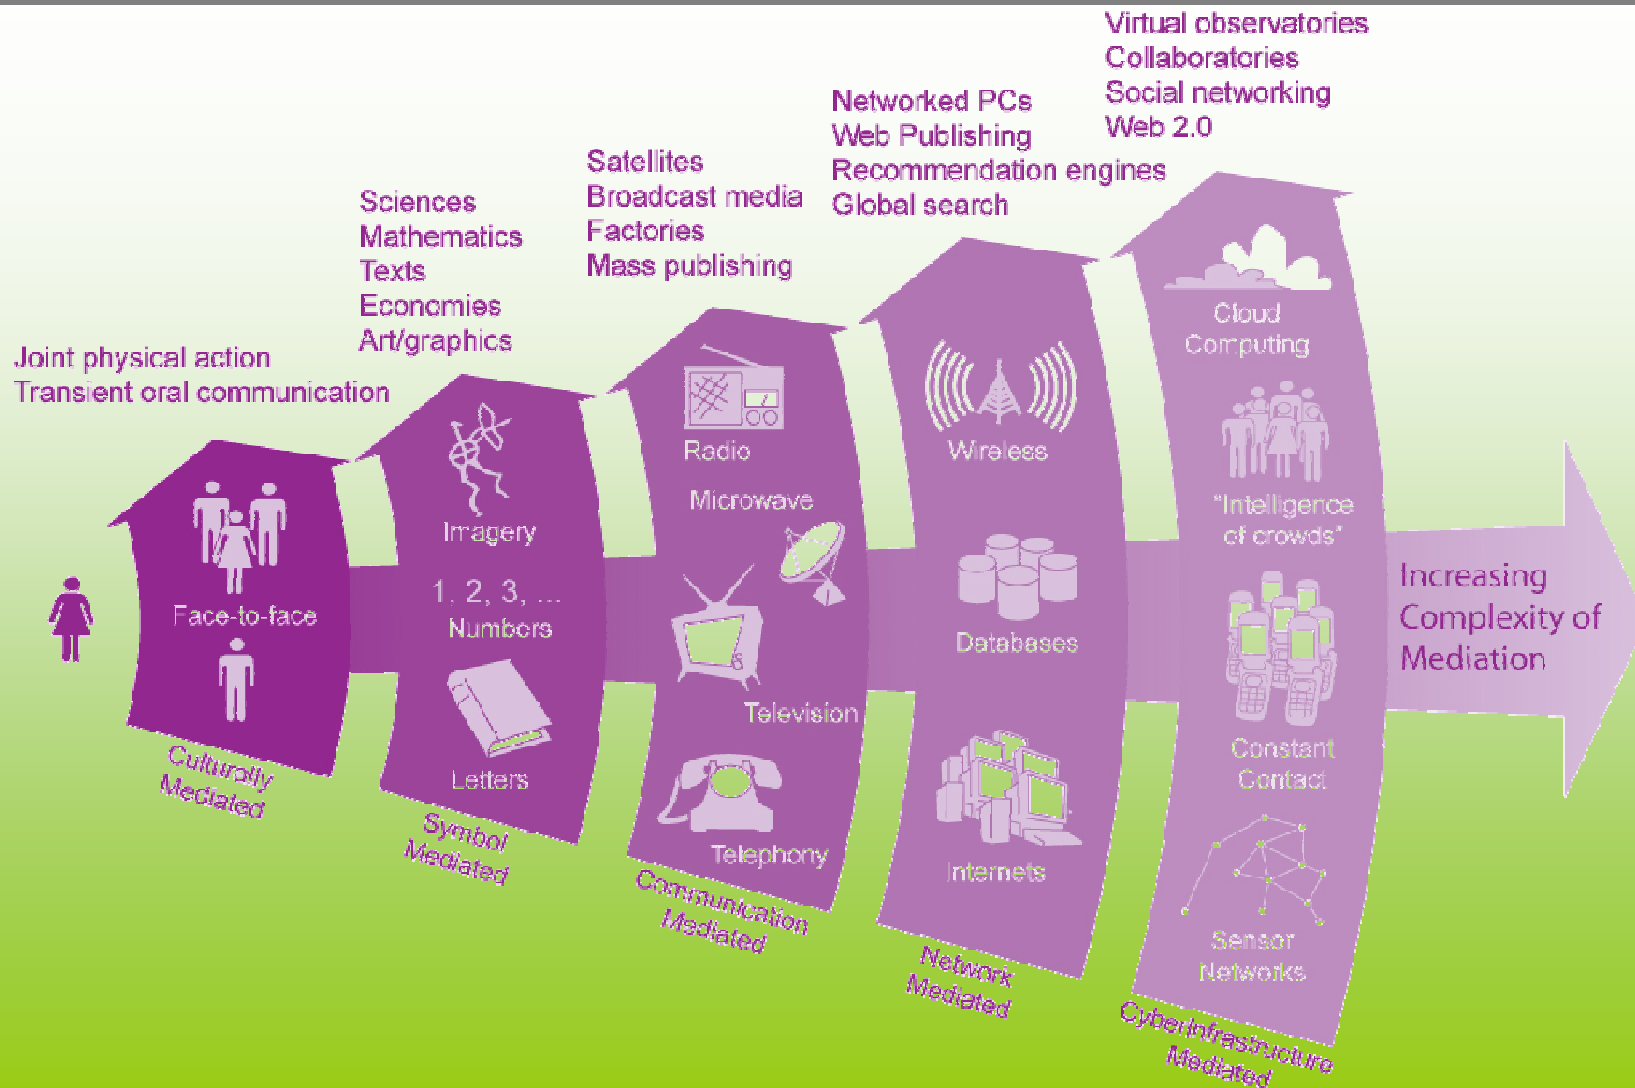 Joint physical action
Transient oral communication
Sciences
Mathematics
Texts
Economies
Art/graphics
Satellites
Broadcast media
Factories
Mass publishing
Networked PCs
Web Publishing
Recommendation engines
Global search
Virtual observatories
Collaboratories
Social networking
Web 2.0
Face-to-face
Culturally
Mediated
Imagery
1. 2, 3, ...
Numbers
Letters
Symbol
Mediated
Radio
Microwave
Television
Telephony
Communication
Mediated
Wireless
Databases
Internets
Network
Mediated
Cloud
Computing
"Intelligence
of crowds"
Constant
Contact
Sensor
Networks
Cyberinfrastructure
Mediated
Increasing
Complexity of
Mediation